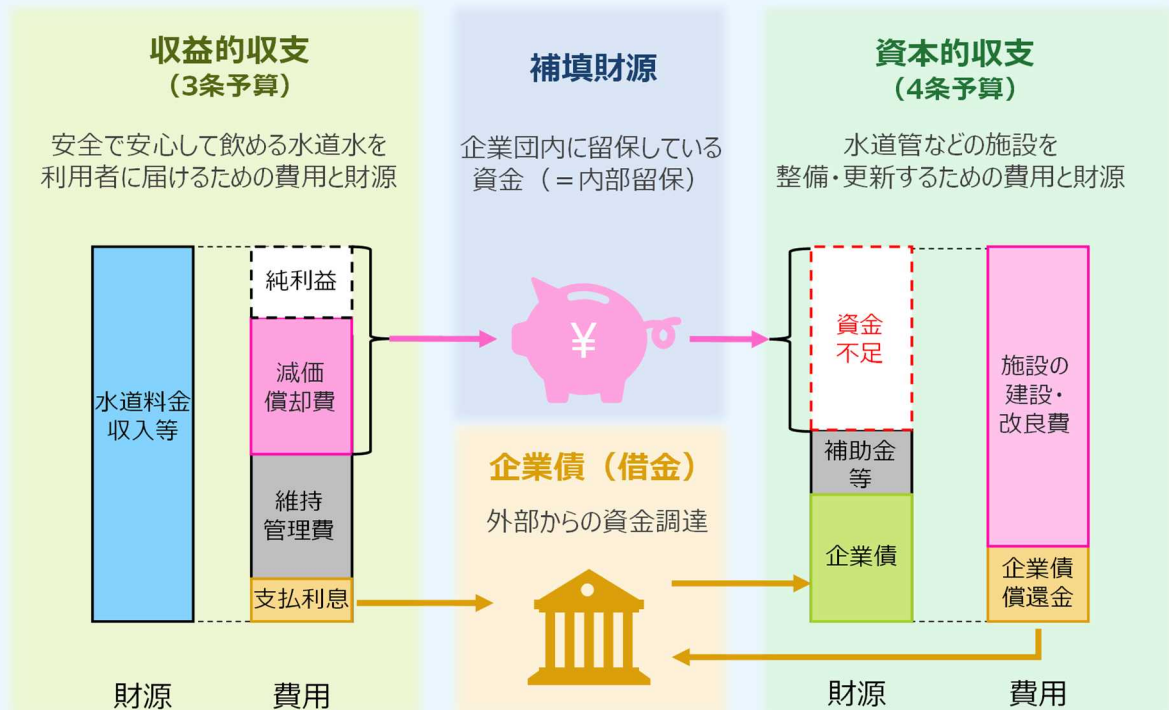 収益的収支
（3条予算）
安全で安心して飲める水道水を
利用者に届けるための費用と財源
水道料金
収入等
純利益
減価
償却費
維持
管理費
支払利息
財源
費用
補填財源
企業団内に留保している
資金（＝内部留保）
¥
企業債（借金）
外部からの資金調達
資本的収支
（4条予算）
水道管などの施設を
整備・更新するための費用と財源
資金
不足
補助金
等
企業債
施設の
建設・
改良費
企業債
償還金
財源
費用